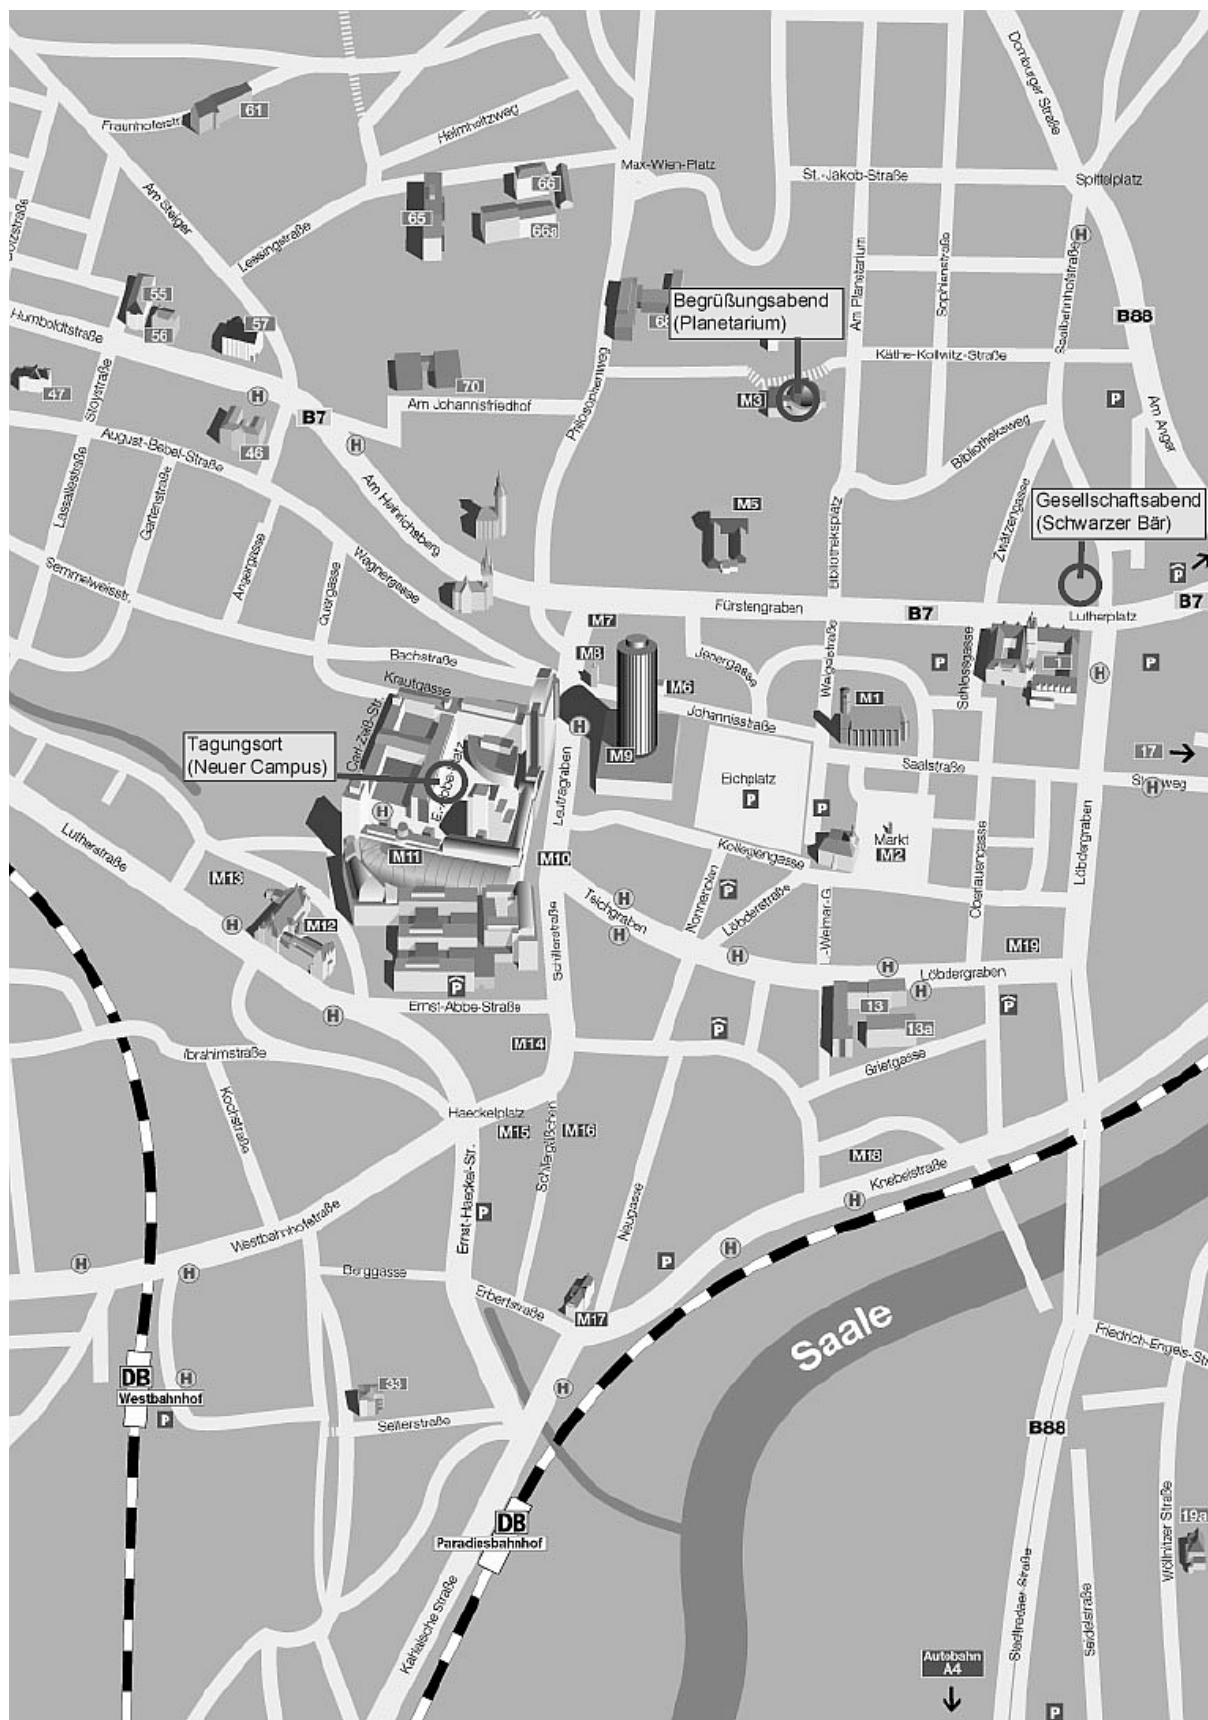 Dornburger Straße
61
Fraunhoferstr.
Helmholtzweg
Max-Wien-Platz
St.-Jakob-Straße
Spittelplatz
66
65
66a
Am Steiger
Lessingstraße
H
Am Planetarium
Sophienstraße
Saalbahnhofstraße
55
56
57
Humboldtstraße
Begrüßungsabend
(Planetarium)
B88
47
Stoystraße
H
70
Käthe-Kollwitz-Straße
M3
P
Am Johannisfriedhof
B7
H
46
Philosophenweg
Am Anger
August-Bebel-Straße
Lassallestraße
Gartenstraße
Bibliotheksweg
Am Heinrichsberg
M5
Zwätzengasse
Gesellschaftsabend
(Schwarzer Bär)
Bibliotheksplatz
Wagnergasse
Angergasse
Quergasse
Semmelweisstr.
P
Fürstengraben
B7
B7
Lutherplatz
M7
M8
M6
Jenergasse
Weigelstraße
P
Schlossgasse
1
H
P
Bachstraße
Krautgasse
Carl-Zeiß-Str.
M1
Johannisstraße
H
M9
Tagungsort
(Neuer Campus)
17
Eichplatz
P
Saalstraße
H
Leutragraben
P
H
Lutherstraße
Kollegiengasse
Markt
M2
Löbdergraben
M11
M10
M13
Oberlauengasse
Nonnenplan
P
Löbderstraße
H
Teichgraben
H
M12
H
Schillerstraße
H
M19
H
Löbdergraben
H
P
Ernst-Abbe-Straße
H
13
13a
P
P
M14
Ibrahimstraße
Grietgasse
Kochstraße
Haeckelplatz
M15
M16
M18
Knebelstraße
H
Ernst-Haeckel-Str.
P
Schillergäßchen
Neugasse
Westbahnhofstraße
H
H
H
P
Berggasse
Erbertstraße
M17
Saale
Friedrich-Engels-Str
DB
Westbahnhof
H
P
33
H
Seilerstraße
B88
DB
Paradiesbahnhof
Wöllnitzer Straße
19a
Kahlaische Straße
Stadtrodaer Straße
Seidelstraße
Autobahn
A4
P